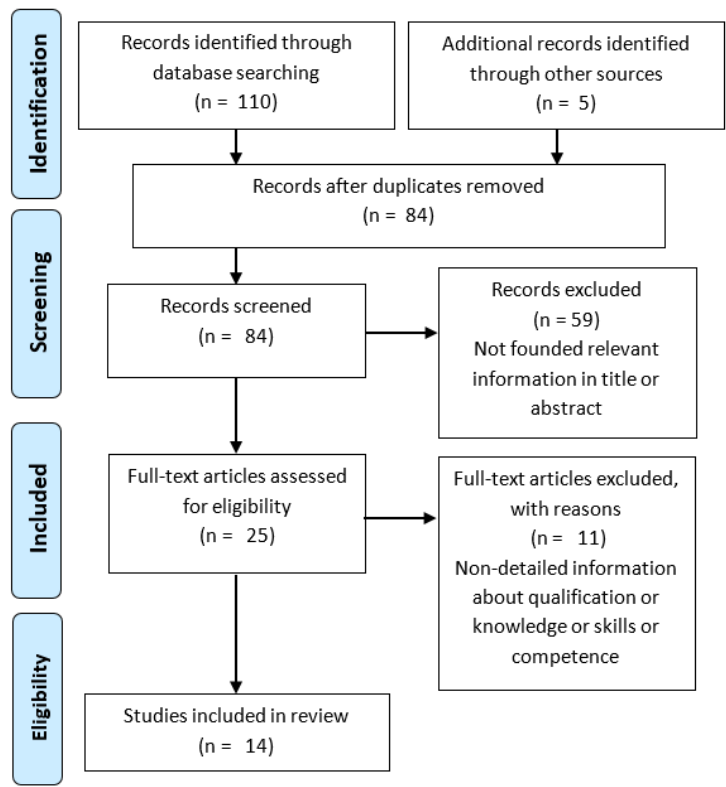 Identification
Records identified through
database searching
(n = 110)
Additional records identified
through other sources
(n = 5)
Records after duplicates removed
(n = 84)
Screening
Records screened
(n = 84)
Records excluded
(n = 59)
Not founded relevant
information in title or
abstract
Included
Full-text articles assessed
for eligibility
(n = 25)
Full-text articles excluded,
with reasons
(n = 11)
Non-detailed information
about qualification or
knowledge or skills or
competence
Eligibility
Studies included in review
(n = 14)